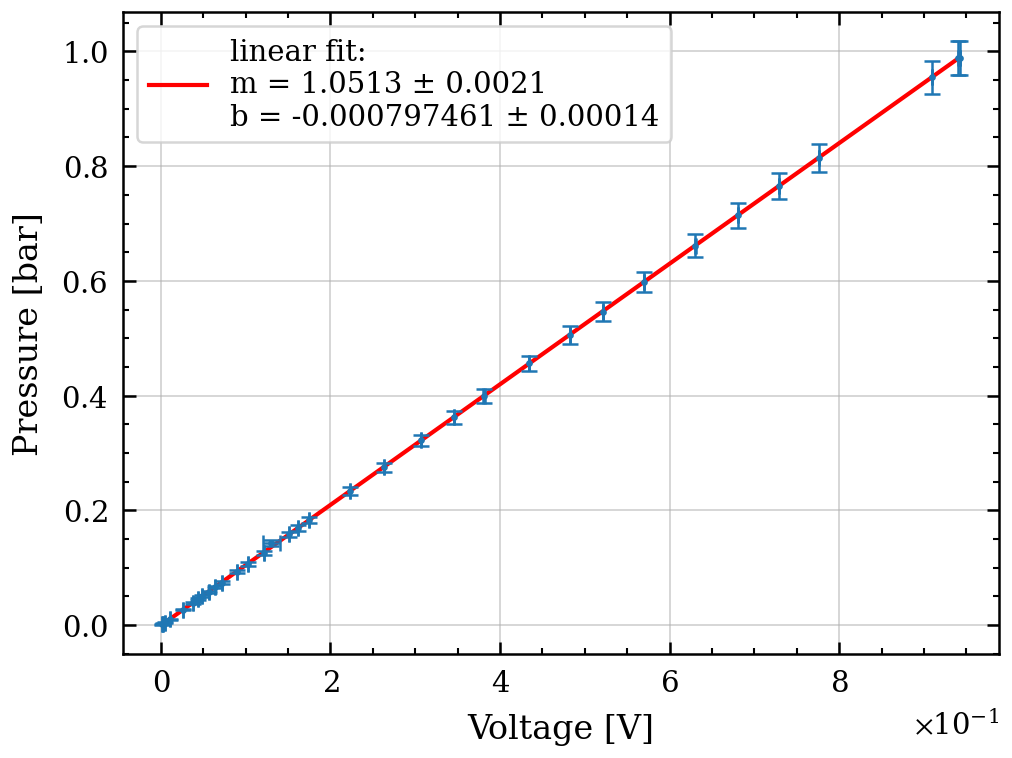 linear fit:
m = 1.0513 ± 0.0021
b = -0.000797461 ± 0.00014
1.0
0.8
0.6
0.4
0.2
0.0
Pressure [bar]
0 2 4 6 8
×10⁻¹
Voltage [V]